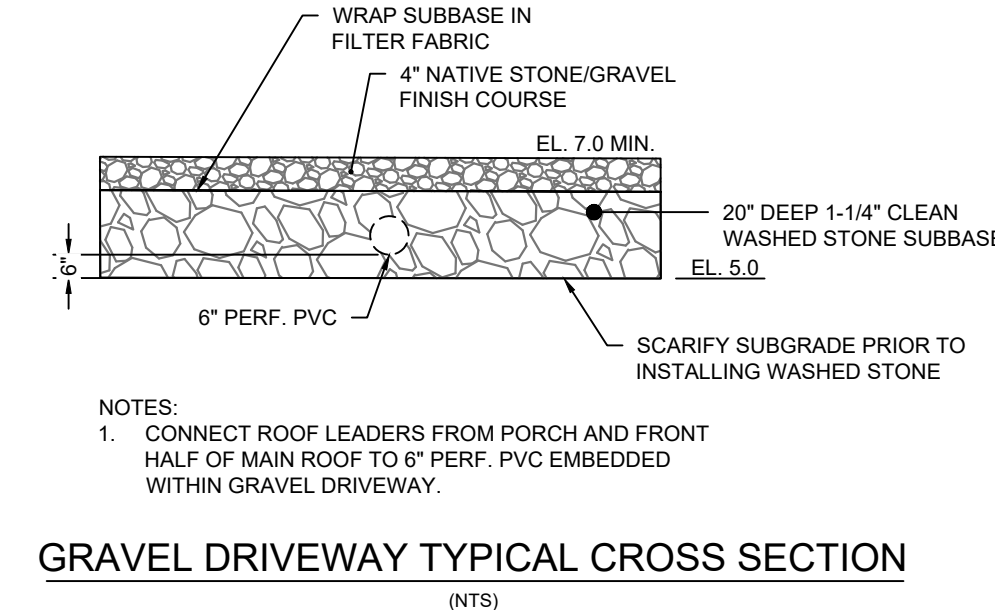 WRAP SUBBASE IN
FILTER FABRIC
4" NATIVE STONE/GRAVEL
FINISH COURSE
EL. 7.0 MIN.
20" DEEP 1-1/4" CLEAN
WASHED STONE SUBBASE
EL. 5.0
6"
6" PERF. PVC
SCARIFY SUBGRADE PRIOR TO
INSTALLING WASHED STONE
NOTES:
1. CONNECT ROOF LEADERS FROM PORCH AND FRONT
HALF OF MAIN ROOF TO 6" PERF. PVC EMBEDDED
WITHIN GRAVEL DRIVEWAY.
GRAVEL DRIVEWAY TYPICAL CROSS SECTION
(NTS)